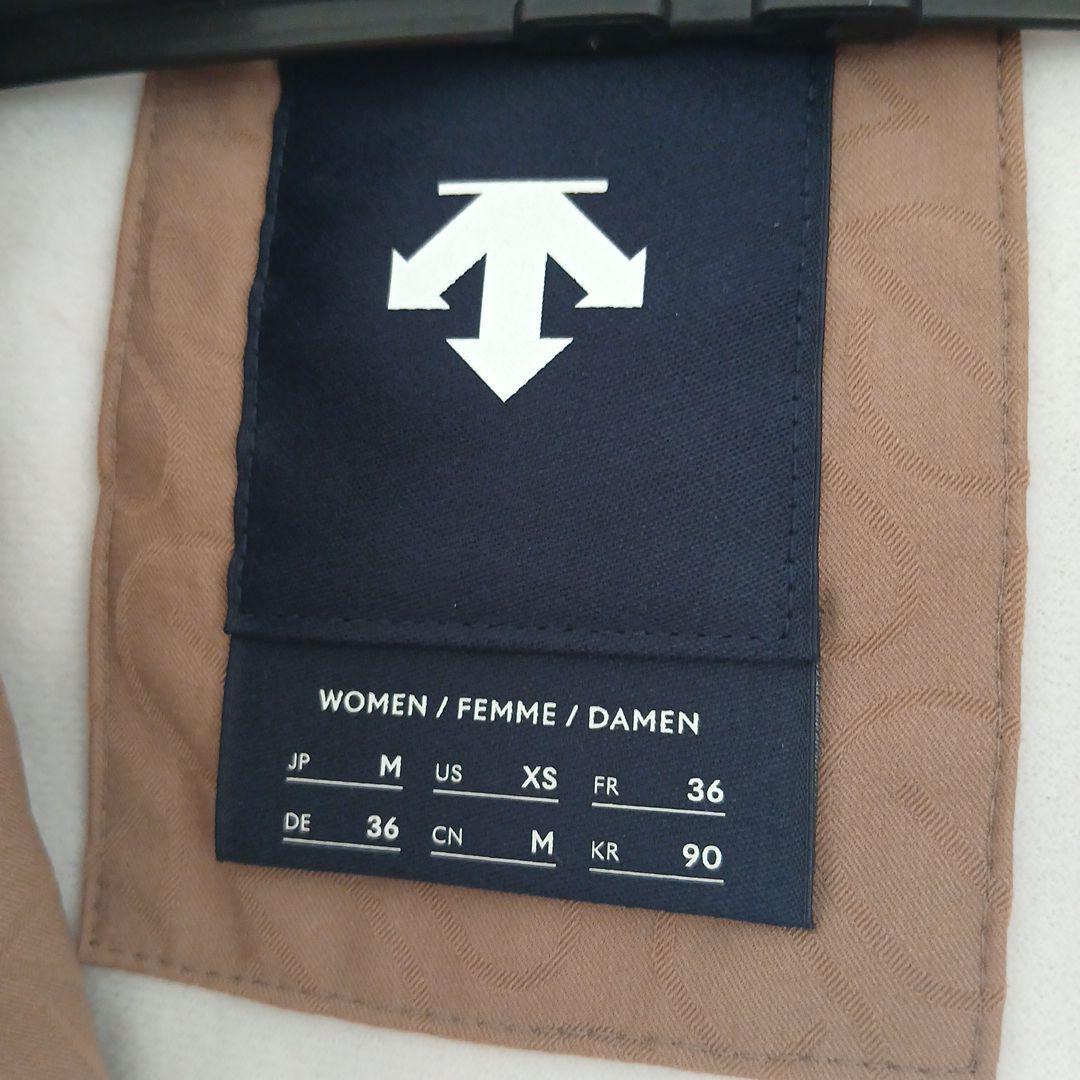 WOMEN / FEMME / DAMEN
JP M US XS FR 36
DE 36 CN M KR 90